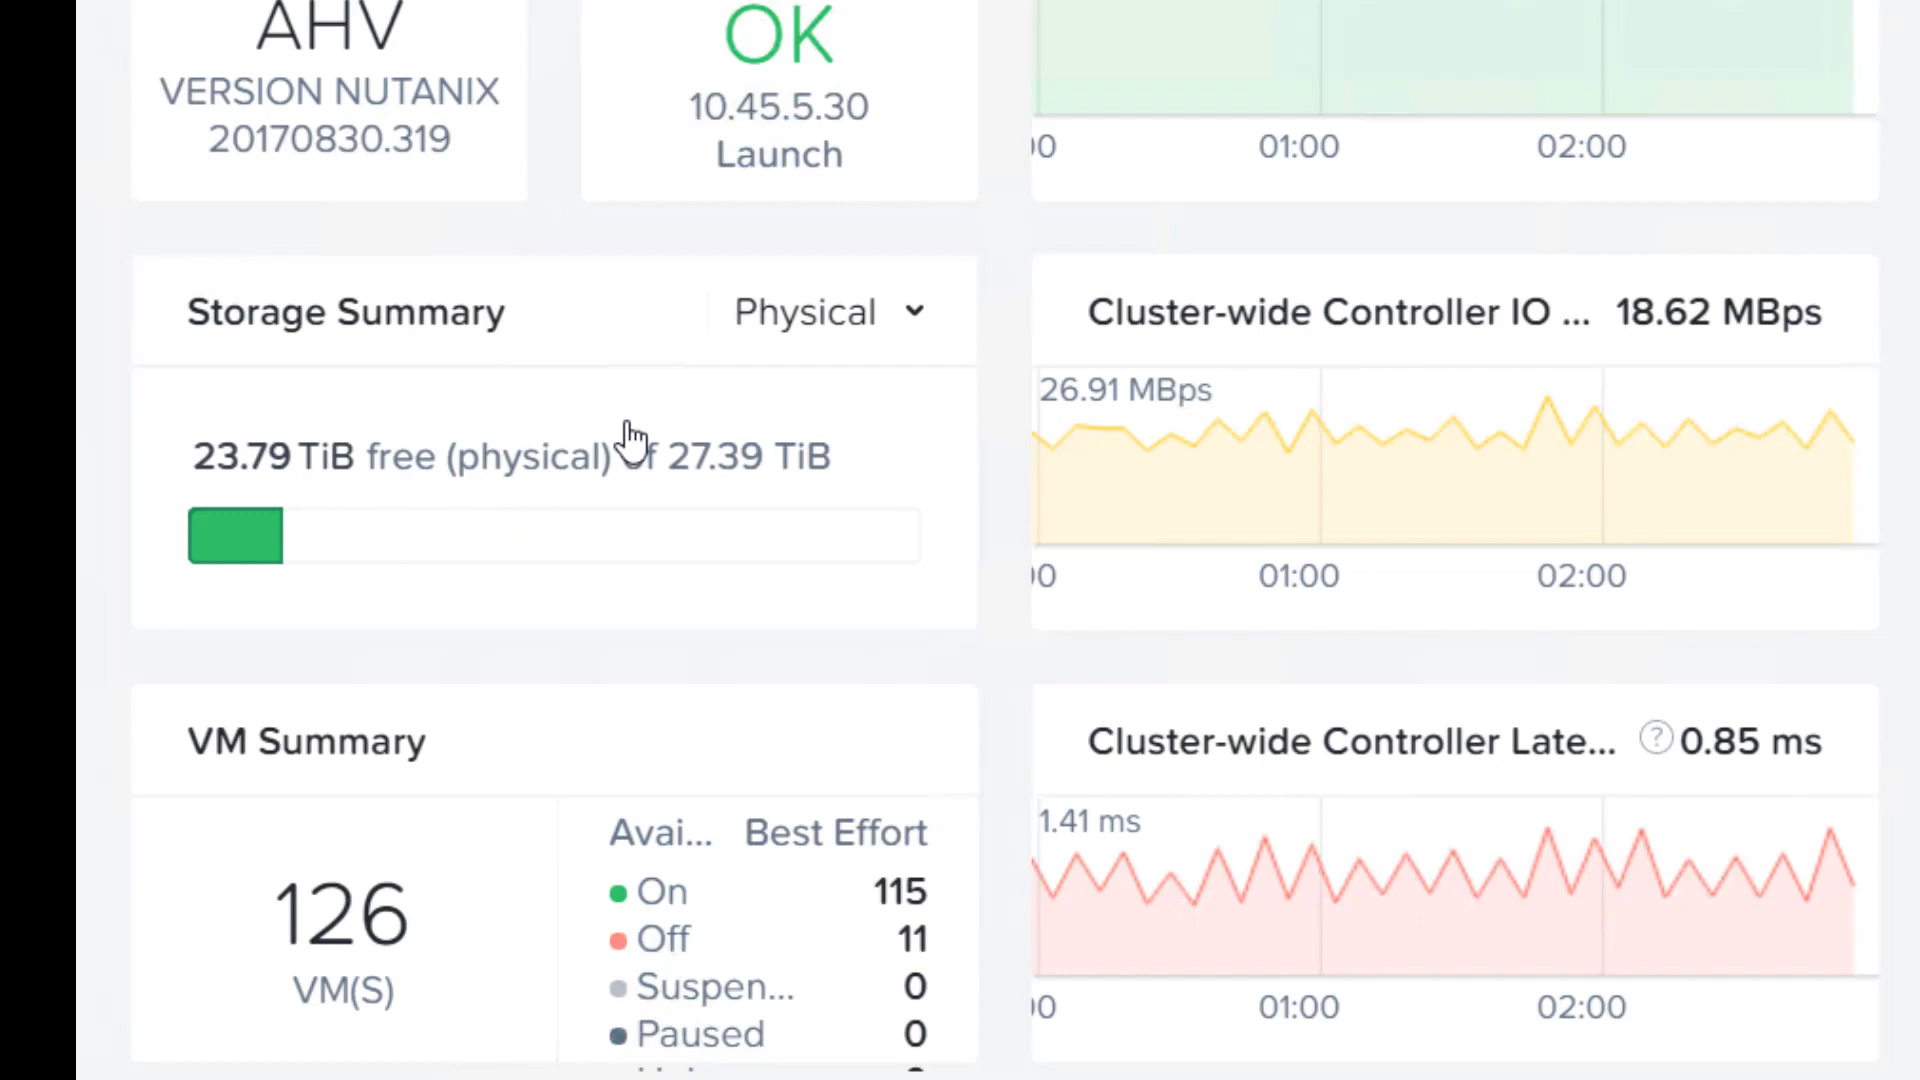 AHV
VERSION NUTANIX
20170830.319
OK
10.45.5.30
Launch
01:00 02:00
Storage Summary Physical
23.79 TiB free (physical) of 27.39 TiB
Cluster-wide Controller IO ... 18.62 MBps
26.91 MBps
01:00 02:00
VM Summary
126
VM(S)
Avai... Best Effort
On 115
Off 11
Suspen... 0
Paused 0
Cluster-wide Controller Late... ? 0.85 ms
1.41 ms
01:00 02:00